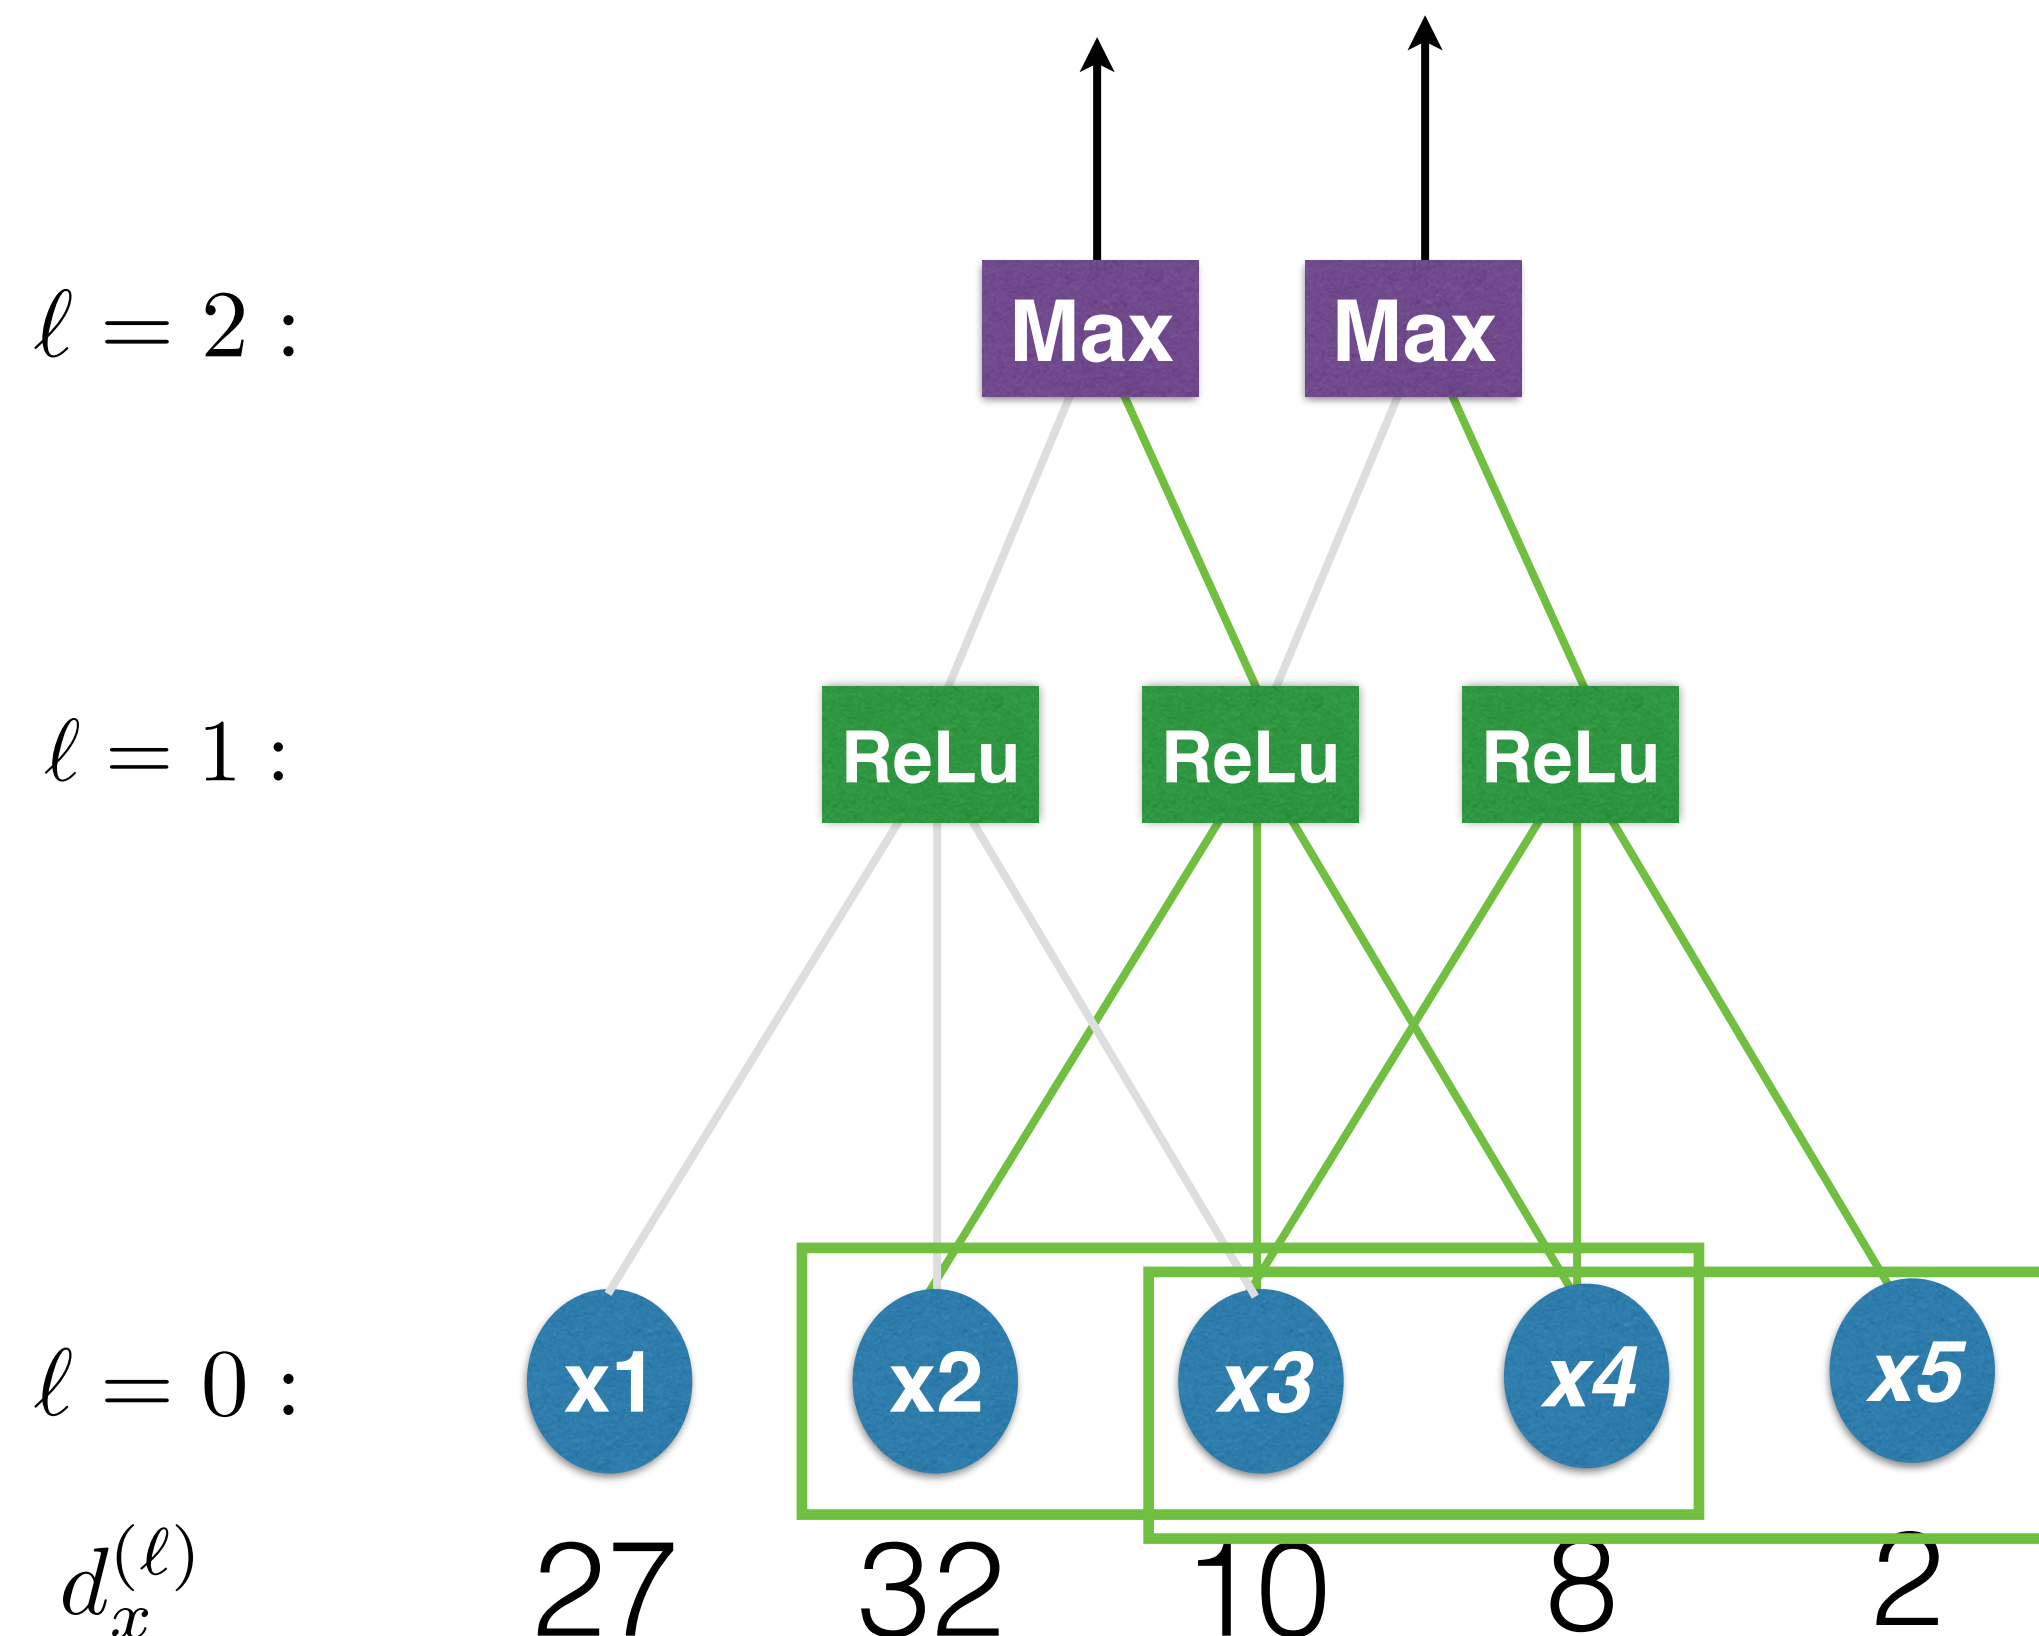 ℓ = 2 : Max Max
ℓ = 1 : ReLu ReLu ReLu
ℓ = 0 : x1 x2 x3 x4 x5
d_x^{(ℓ)} 27 32 10 8 2